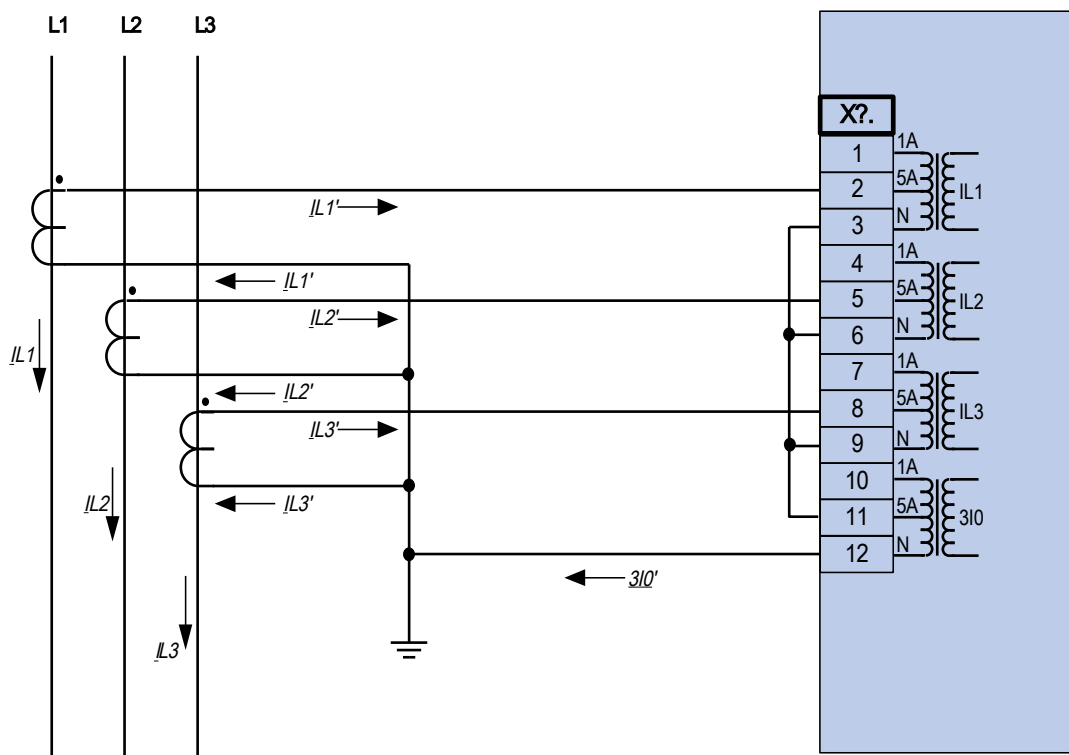 L1 L2 L3
X?.
1 1A
2 5A IL1
3 N
4 1A
5 5A IL2
6 N
7 1A
8 5A IL3
9 N
10 1A
11 5A 3I0
12 N
IL1'
IL1'
IL2'
IL1
IL2'
IL3'
IL2
IL3'
3I0'
IL3